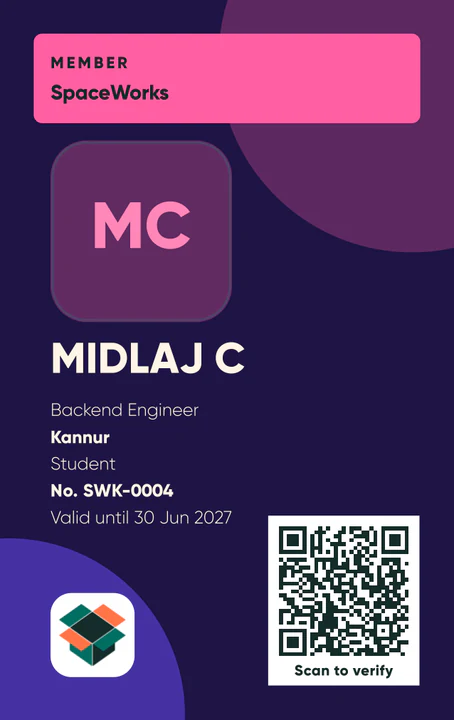 MEMBER
SpaceWorks
MC
MIDLAJ C
Backend Engineer
Kannur
Student
No. SWK-0004
Valid until 30 Jun 2027
Scan to verify